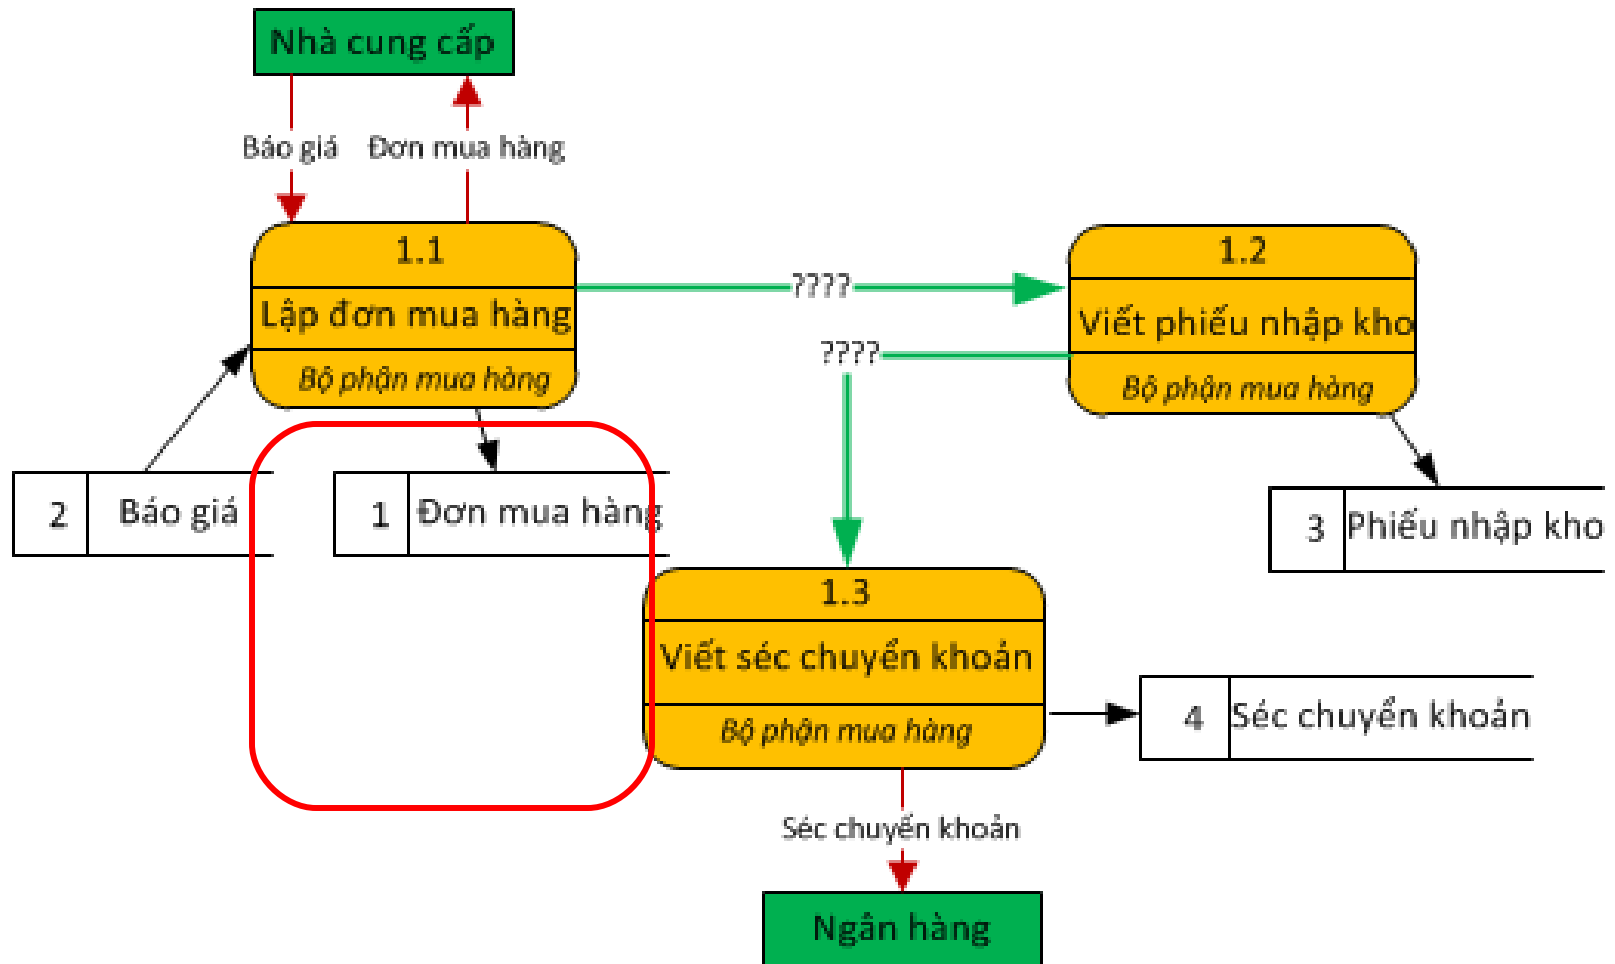 Nhà cung cấp
Báo giá
Đơn mua hàng
1.1
Lập đơn mua hàng
Bộ phận mua hàng
????
1.2
Viết phiếu nhập kho
Bộ phận mua hàng
????
2
Báo giá
1
Đơn mua hàng
3
Phiếu nhập kho
1.3
Viết séc chuyển khoản
Bộ phận mua hàng
4
Séc chuyển khoản
Séc chuyển khoản
Ngân hàng